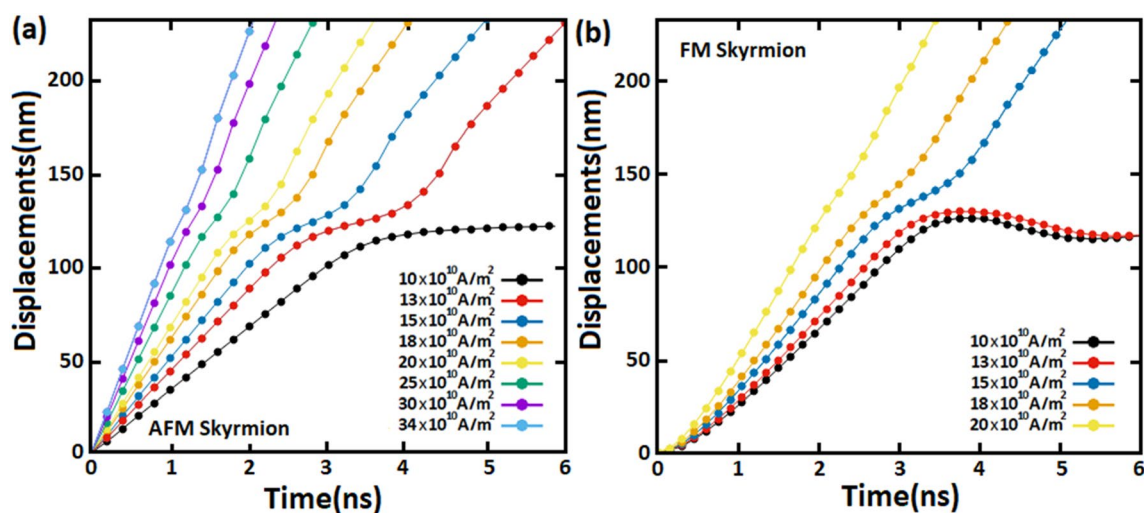 (a)
Displacements(nm)
200
150
100
50
0
10×10¹⁰A/m²
13×10¹⁰A/m²
15×10¹⁰A/m²
18×10¹⁰A/m²
20×10¹⁰A/m²
25×10¹⁰A/m²
30×10¹⁰A/m²
34×10¹⁰A/m²
AFM Skyrmion
0 1 2 3 4 5 6
Time(ns)
(b)
FM Skyrmion
Displacements(nm)
200
150
100
50
0
10×10¹⁰A/m²
13×10¹⁰A/m²
15×10¹⁰A/m²
18×10¹⁰A/m²
20×10¹⁰A/m²
0 1 2 3 4 5 6
Time(ns)